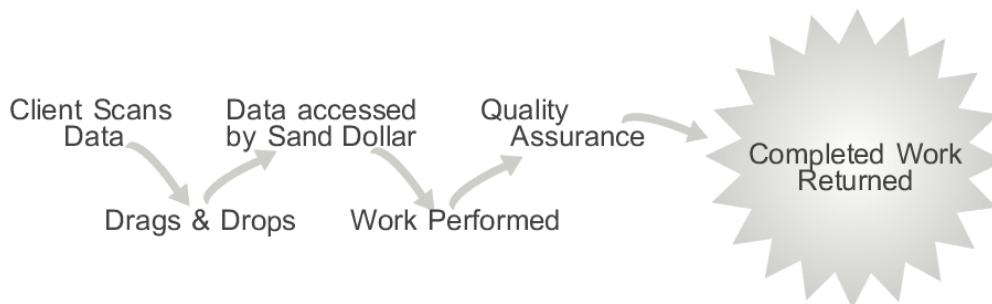 Client Scans
Data
Drags & Drops
Data accessed
by Sand Dollar
Work Performed
Quality
Assurance
Completed Work
Returned